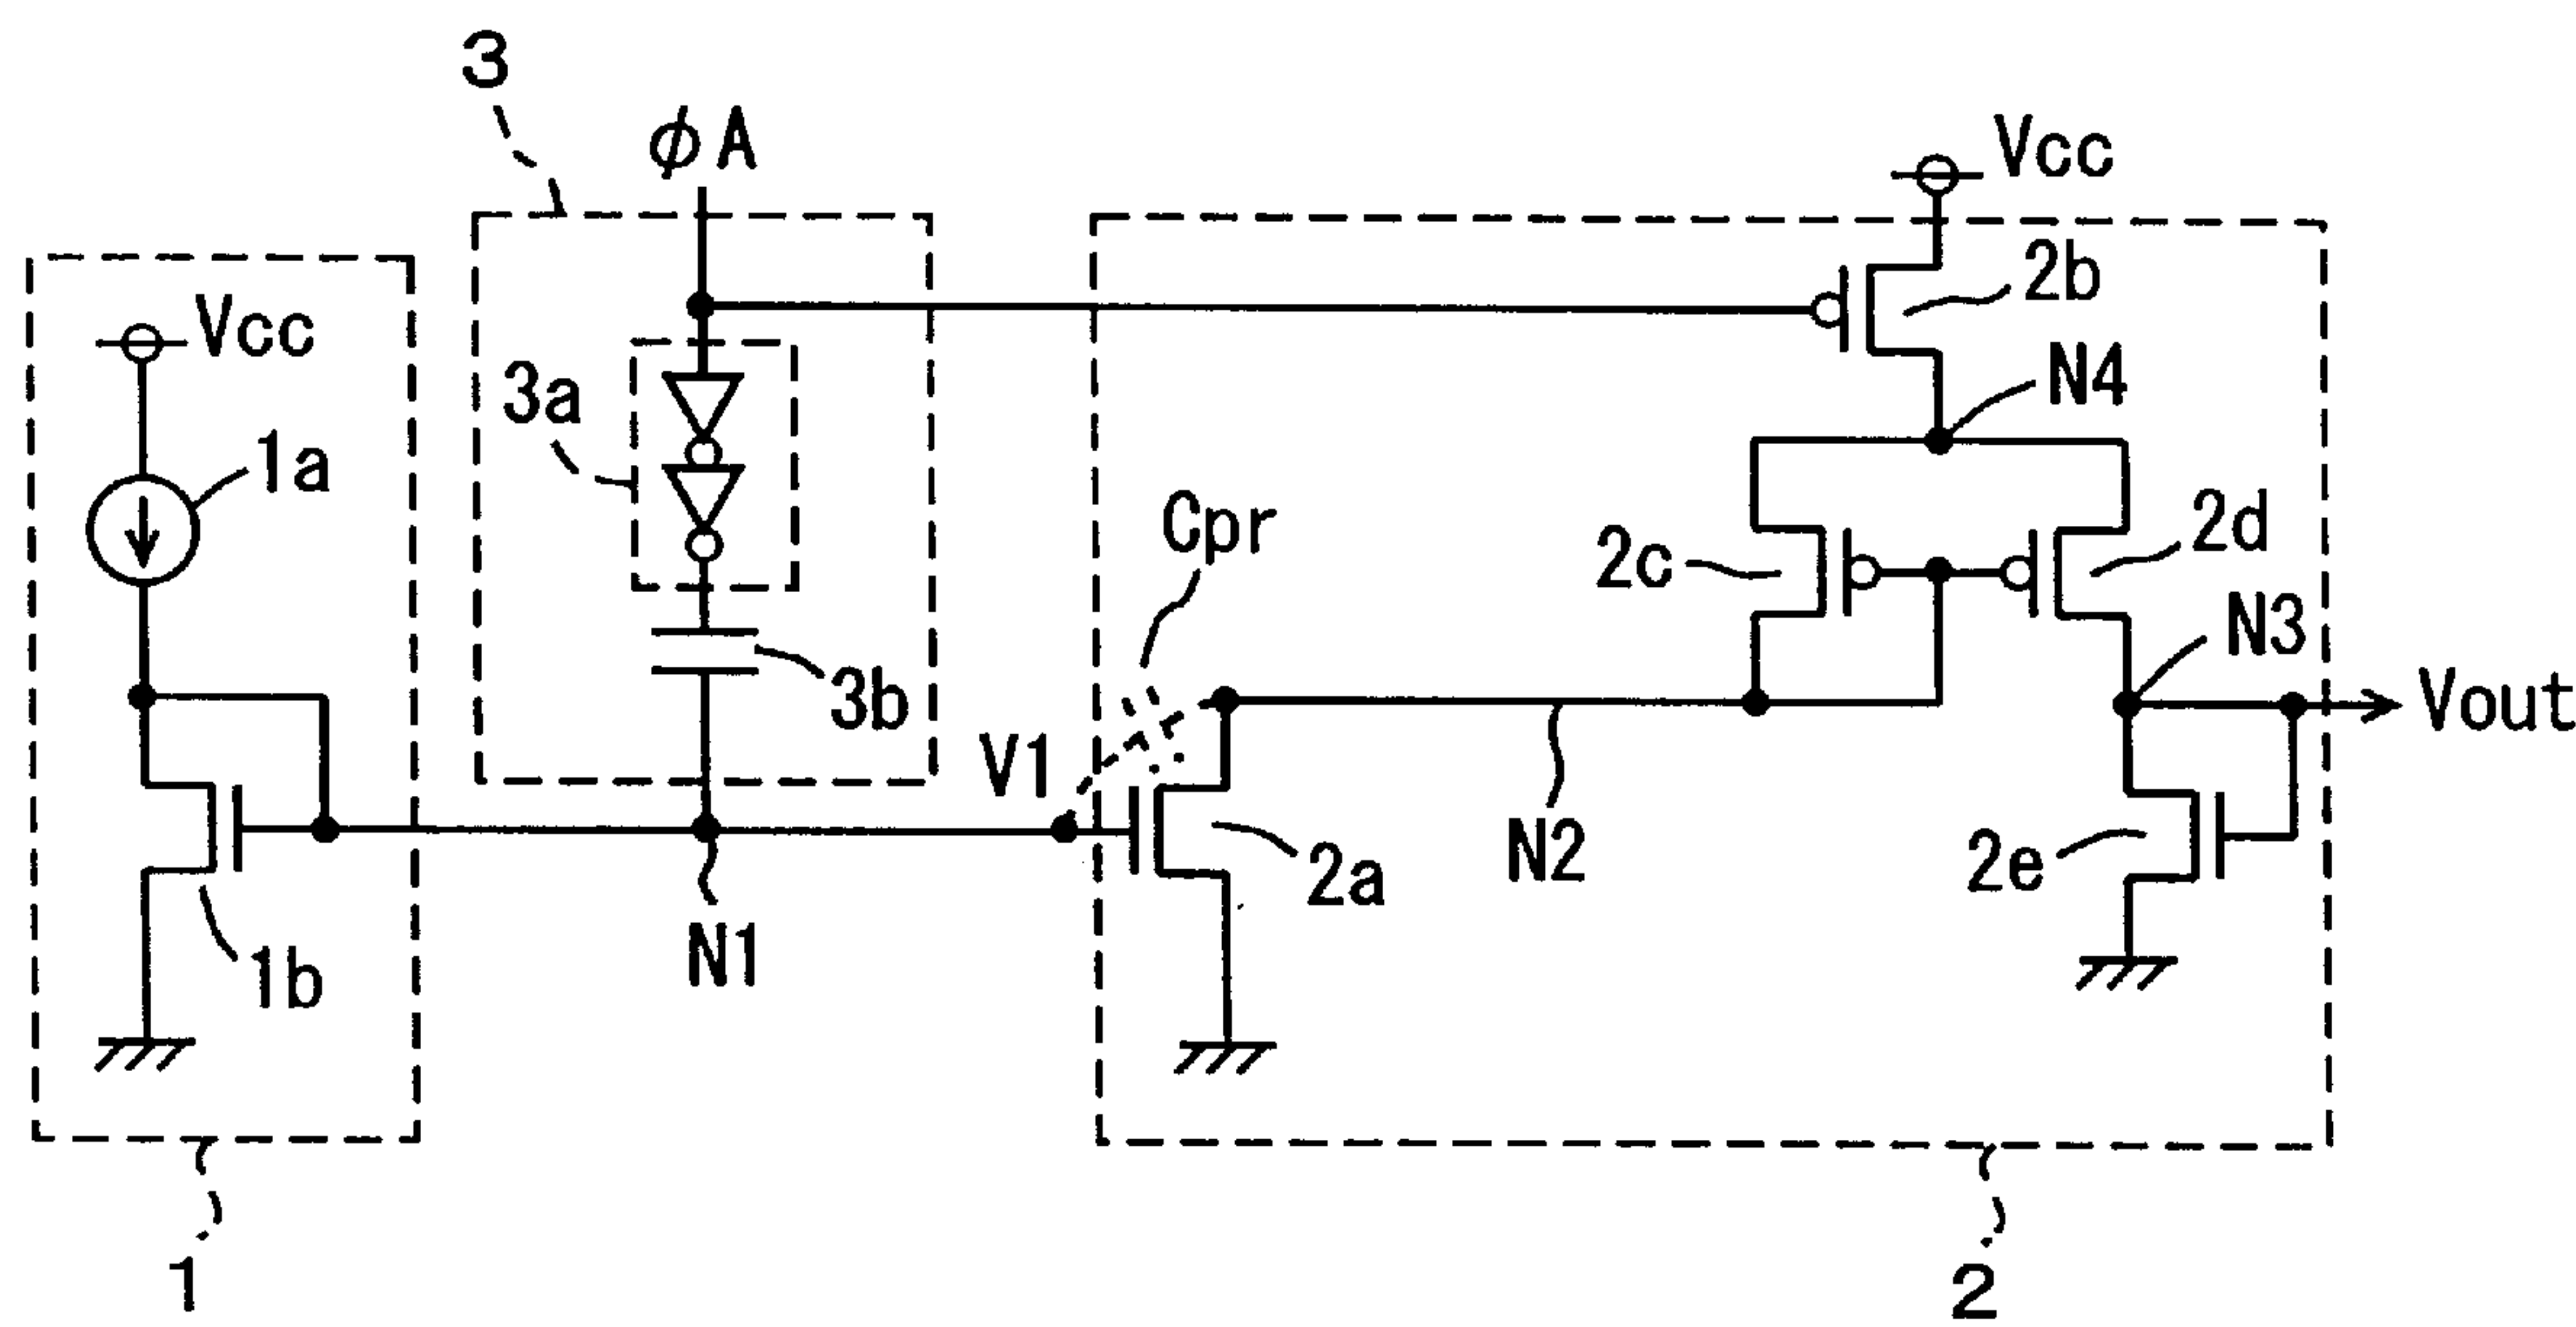 3
φA
Vcc
2b
Vcc
N4
3a
1a
Cpr
2c
2d
N3
3b
Vout
V1
2a
N2
2e
N1
1b
1
2